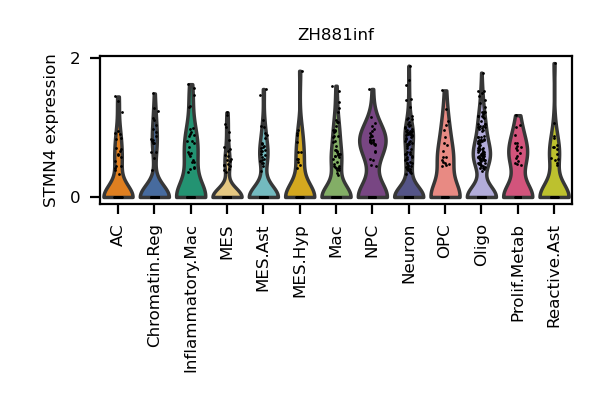 ZH881inf
STMN4 expression
2
0
AC
Chromatin.Reg
Inflammatory.Mac
MES
MES.Ast
MES.Hyp
Mac
NPC
Neuron
OPC
Oligo
Prolif.Metab
Reactive.Ast